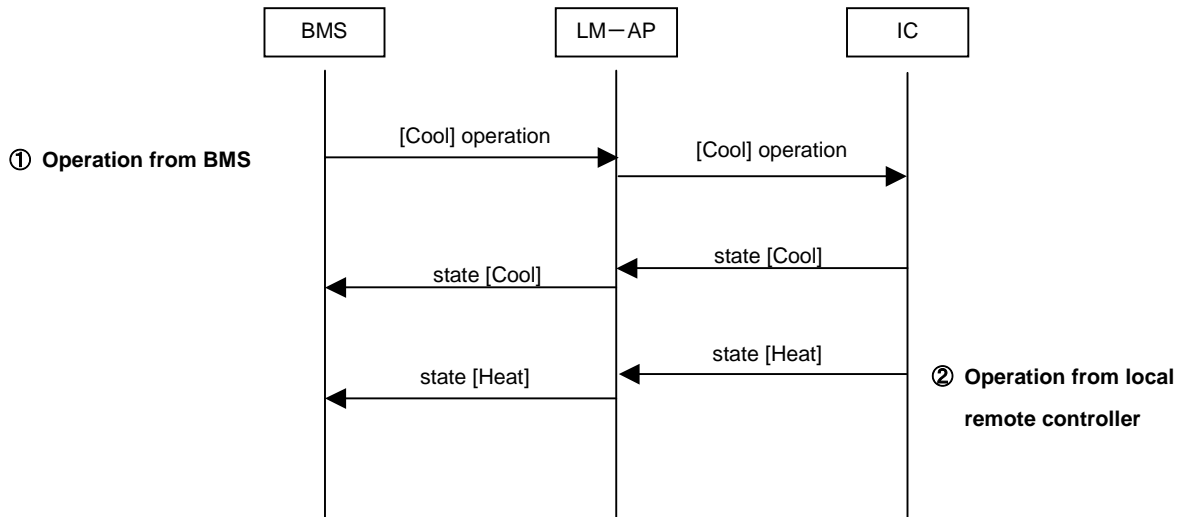 BMS
LM－AP
IC
[Cool] operation
[Cool] operation
① Operation from BMS
state [Cool]
state [Cool]
state [Heat]
state [Heat]
② Operation from local
remote controller